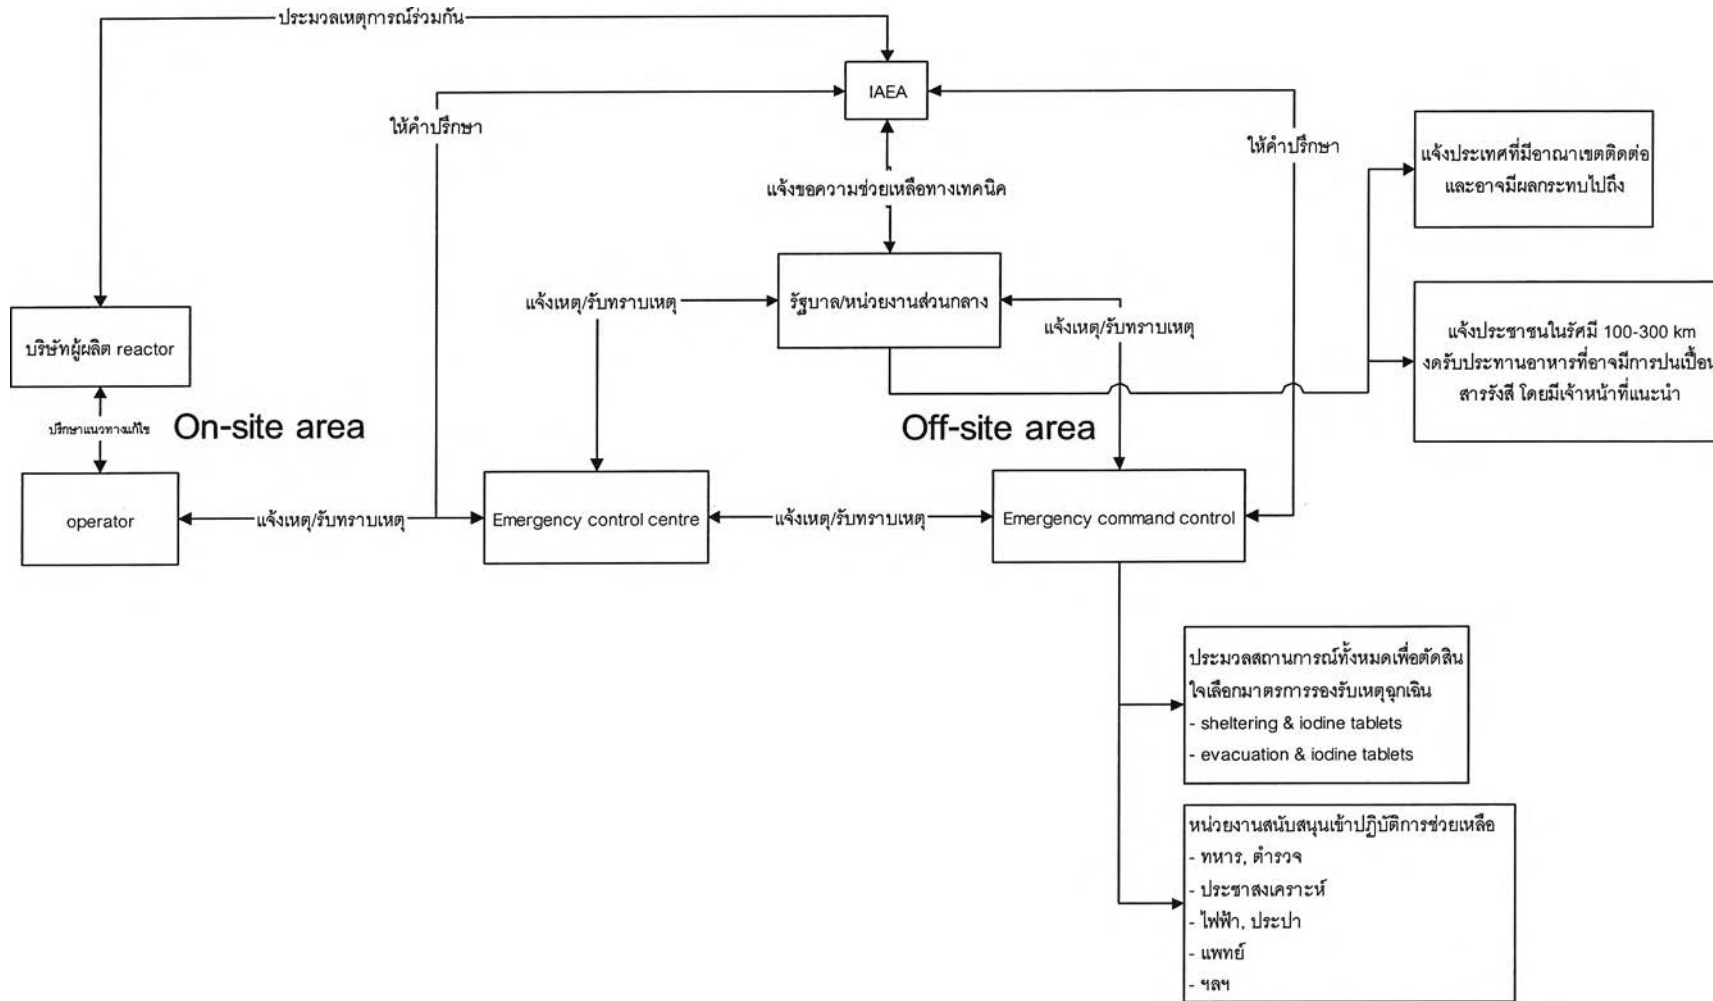 ประมวลเหตุการณ์ร่วมกัน
IAEA
ให้คำปรึกษา
ให้คำปรึกษา
แจ้งประเทศที่มีอาณาเขตติดต่อ
และอาจมีผลกระทบไปถึง
แจ้งขอความช่วยเหลือทางเทคนิค
แจ้งเหตุ/รับทราบเหตุ
รัฐบาล/หน่วยงานส่วนกลาง
แจ้งเหตุ/รับทราบเหตุ
แจ้งประชาชนในรัศมี 100-300 km
งดรับประทานอาหารที่อาจมีการปนเปื้อน
สารรังสี โดยมีเจ้าหน้าที่แนะนำ
บริษัทผู้ผลิต reactor
ปรึกษาแนวทางแก้ไข
On-site area
Off-site area
operator
แจ้งเหตุ/รับทราบเหตุ
Emergency control centre
แจ้งเหตุ/รับทราบเหตุ
Emergency command control
ประมวลสถานการณ์ทั้งหมดเพื่อตัดสิน
ใจเลือกมาตรการรองรับเหตุฉุกเฉิน
- sheltering & iodine tablets
- evacuation & iodine tablets
หน่วยงานสนับสนุนเข้าปฏิบัติการช่วยเหลือ
- ทหาร, ตำรวจ
- ประชาสงเคราะห์
- ไฟฟ้า, ประปา
- แพทย์
- ฯลฯ